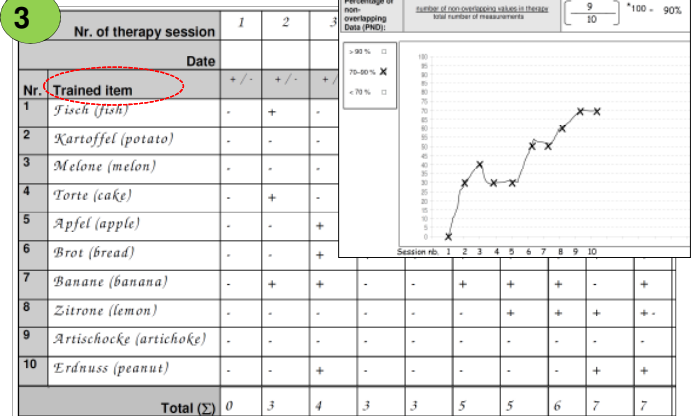 3
Nr. of therapy session 1 2 3
Date
Nr. Trained item + / - + / - + /
1 Fisch (fish) - + -
2 Kartoffel (potato) - - -
3 Melone (melon) - - -
4 Torte (cake) - + -
5 Apfel (apple) - - +
6 Brot (bread) - - +
7 Banane (banana) - + + - - + + + - +
8 Zitrone (lemon) - - - - - - + + + + -
9 Artischocke (artichoke) - - - - - - - - - -
10 Erdnuss (peanut) - - + - - - - - + +
Total (Σ) 0 3 4 3 3 5 5 6 7 7
Percentage of
non-
overlapping
Data (PND):
number of non-overlapping values in therapy
total number of measurements
9
10
*100 = 90%
> 90 % □
70–90 % X
< 70 % □
100
95
90
85
80
75
70
65
60
55
50
45
40
35
30
25
20
15
10
5
0
Session nb. 1 2 3 4 5 6 7 8 9 10